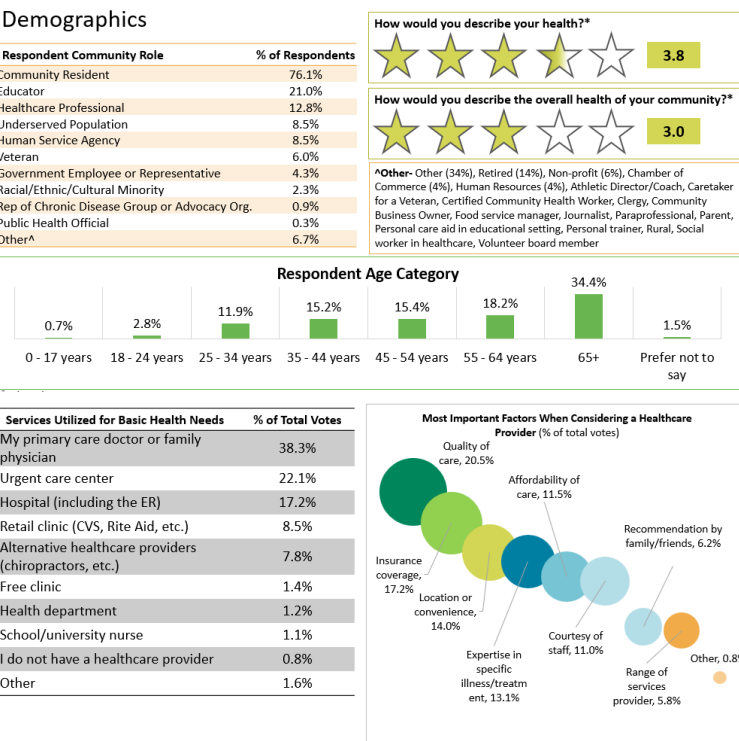 Demographics
Respondent Community Role % of Respondents
Community Resident 76.1%
Educator 21.0%
Healthcare Professional 12.8%
Underserved Population 8.5%
Human Service Agency 8.5%
Veteran 6.0%
Government Employee or Representative 4.3%
Racial/Ethnic/Cultural Minority 2.3%
Rep of Chronic Disease Group or Advocacy Org. 0.9%
Public Health Official 0.3%
Other^ 6.7%
How would you describe your health?*
3.8
How would you describe the overall health of your community?*
3.0
^Other- Other (34%), Retired (14%), Non-profit (6%), Chamber of
Commerce (4%), Human Resources (4%), Athletic Director/Coach, Caretaker
for a Veteran, Certified Community Health Worker, Clergy, Community
Business Owner, Food service manager, Journalist, Paraprofessional, Parent,
Personal care aid in educational setting, Personal trainer, Rural, Social
worker in healthcare, Volunteer board member
Respondent Age Category
0.7% 2.8% 11.9% 15.2% 15.4% 18.2% 34.4% 1.5%
0 - 17 years 18 - 24 years 25 - 34 years 35 - 44 years 45 - 54 years 55 - 64 years 65+ Prefer not to
say
Services Utilized for Basic Health Needs % of Total Votes
My primary care doctor or family
physician 38.3%
Urgent care center 22.1%
Hospital (including the ER) 17.2%
Retail clinic (CVS, Rite Aid, etc.) 8.5%
Alternative healthcare providers
(chiropractors, etc.) 7.8%
Free clinic 1.4%
Health department 1.2%
School/university nurse 1.1%
I do not have a healthcare provider 0.8%
Other 1.6%
Most Important Factors When Considering a Healthcare
Provider (% of total votes)
Quality of
care, 20.5%
Insurance
coverage,
17.2%
Location or
convenience,
14.0%
Expertise in
specific
illness/treatm
ent, 13.1%
Affordability of
care, 11.5%
Courtesy of
staff, 11.0%
Recommendation by
family/friends, 6.2%
Range of
services
provider, 5.8%
Other, 0.8%